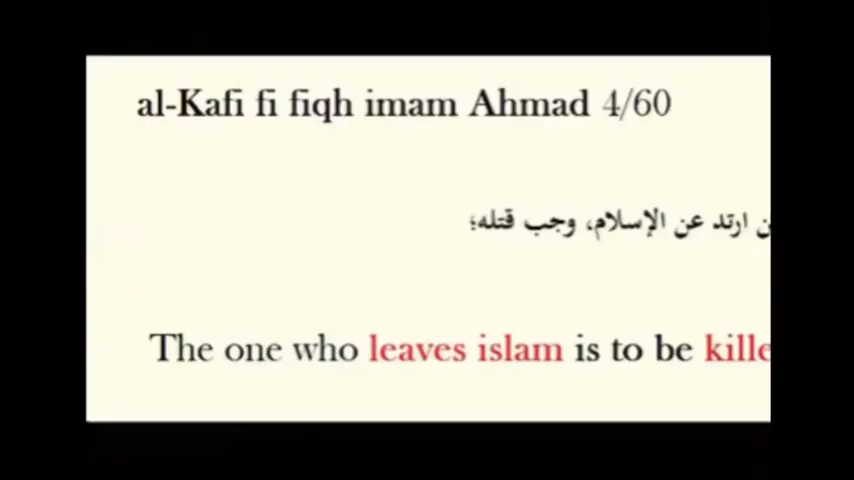 al-Kafi fi fiqh imam Ahmad 4/60
ارتد عن الإسلام، وجب قتله؛
The one who leaves islam is to be